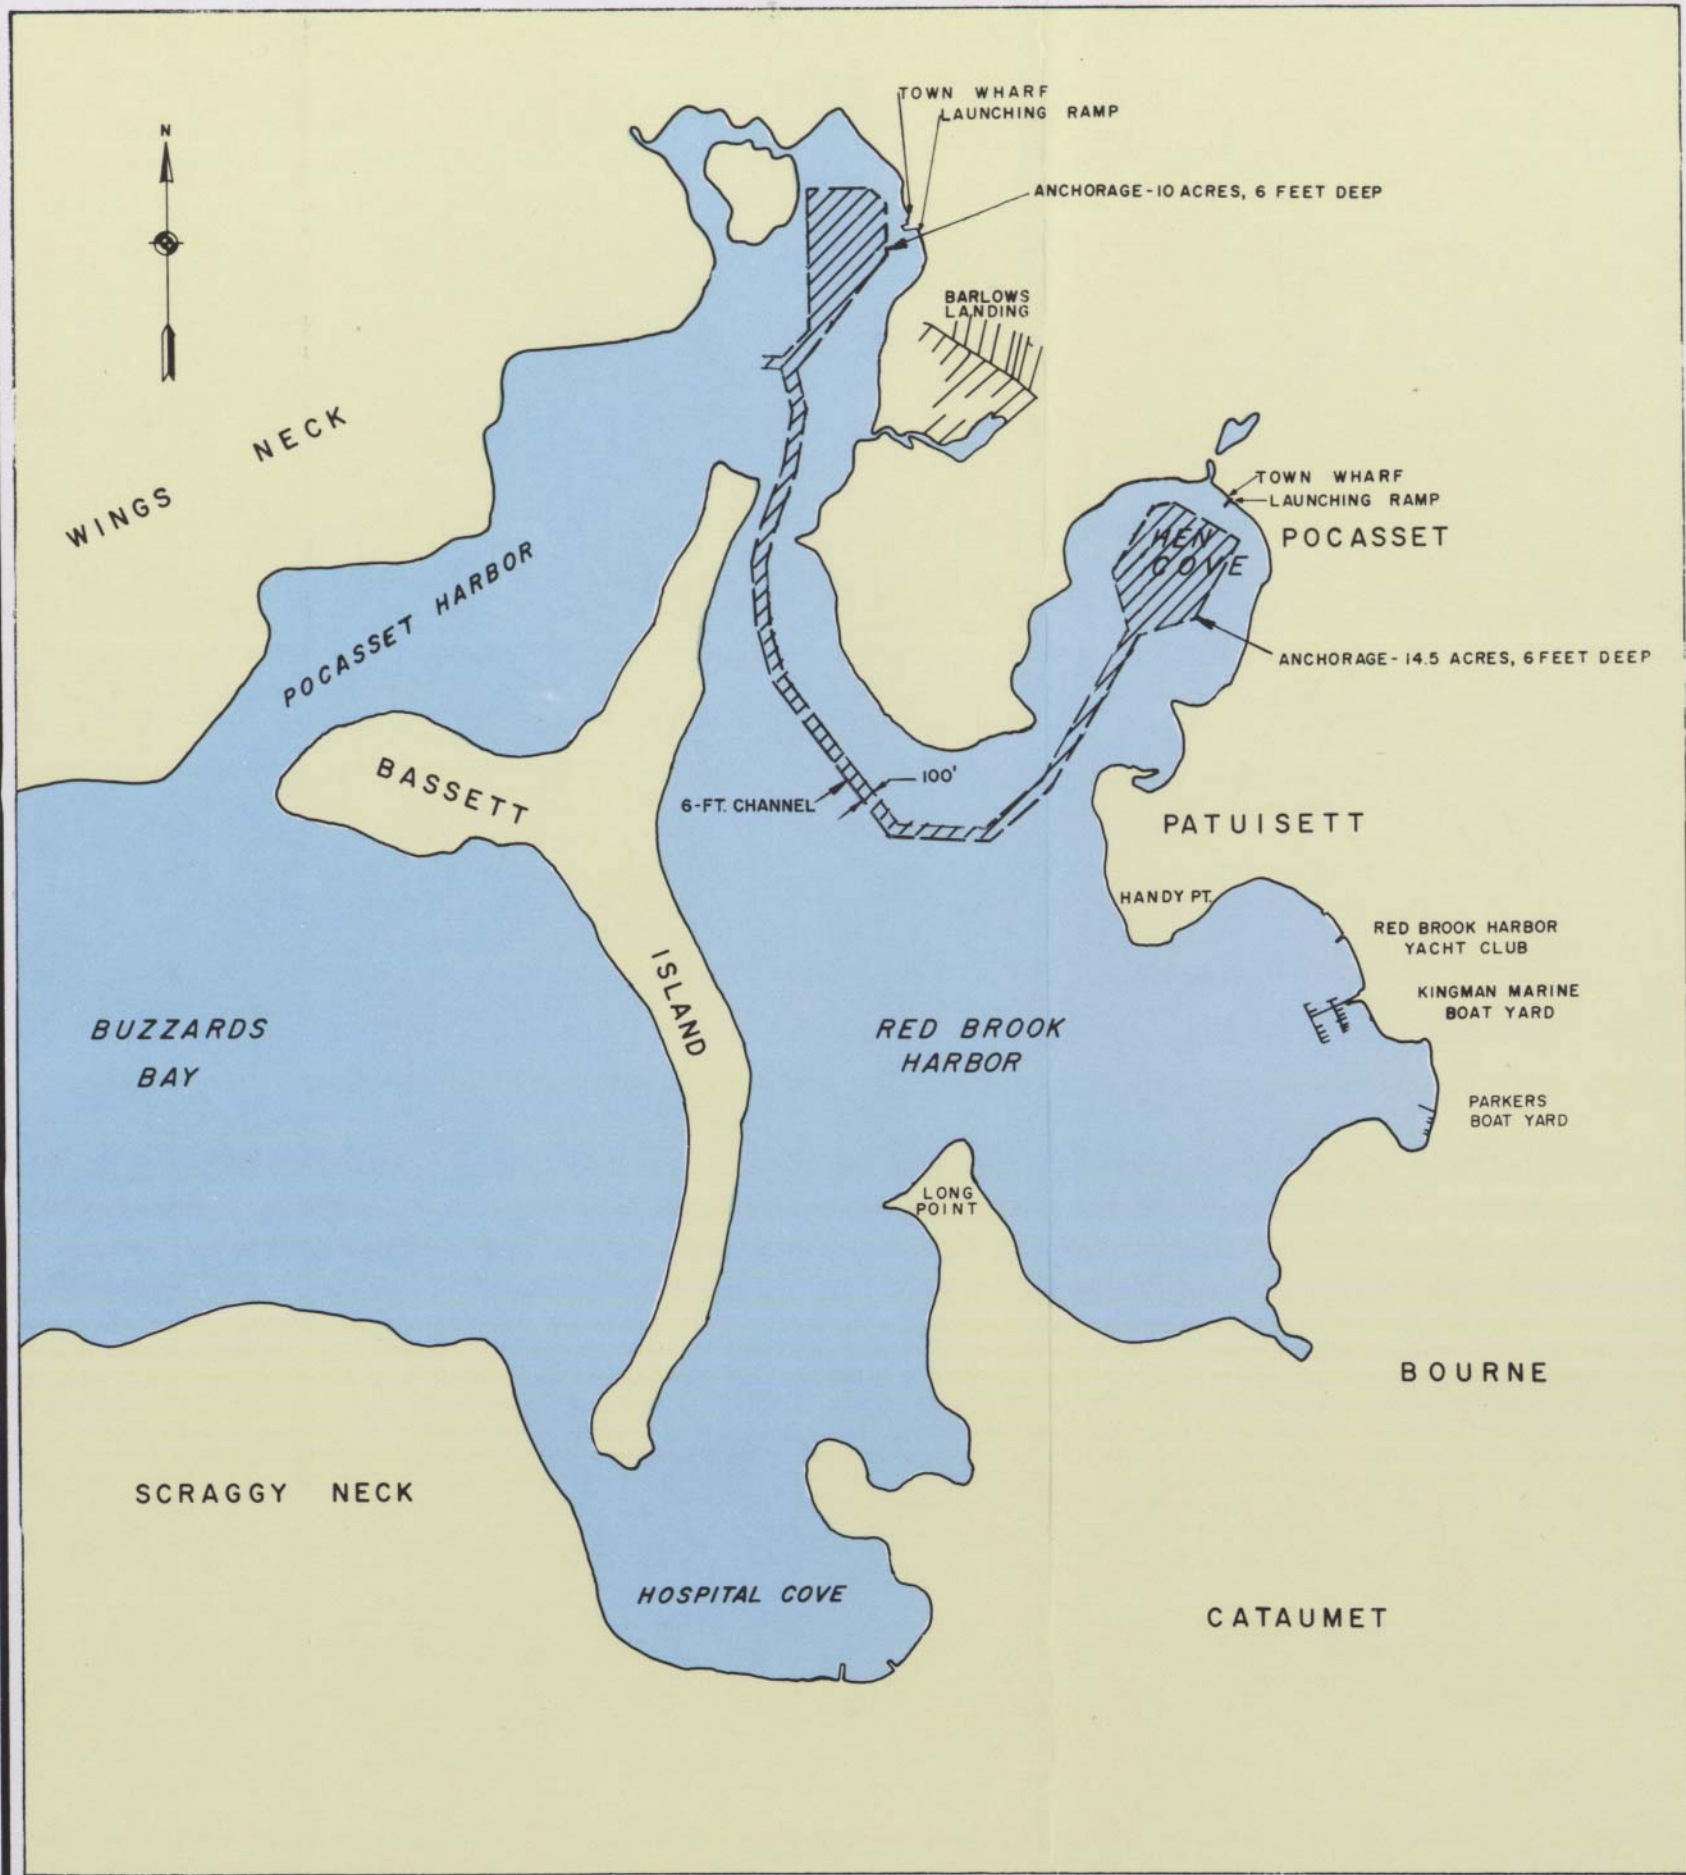 TOWN WHARF
LAUNCHING RAMP
N
ANCHORAGE-10 ACRES, 6 FEET DEEP
BARLOWS
LANDING
WINGS NECK
TOWN WHARF
LAUNCHING RAMP
HEN
COVE
POCASSET
POCASSET HARBOR
ANCHORAGE-14.5 ACRES, 6 FEET DEEP
BASSETT
ISLAND
100'
6-FT. CHANNEL
PATUISETT
HANDY PT.
RED BROOK HARBOR
YACHT CLUB
KINGMAN MARINE
BOAT YARD
BUZZARDS
BAY
RED BROOK
HARBOR
PARKERS
BOAT YARD
LONG
POINT
BOURNE
SCRAGGY NECK
HOSPITAL COVE
CATAUMET